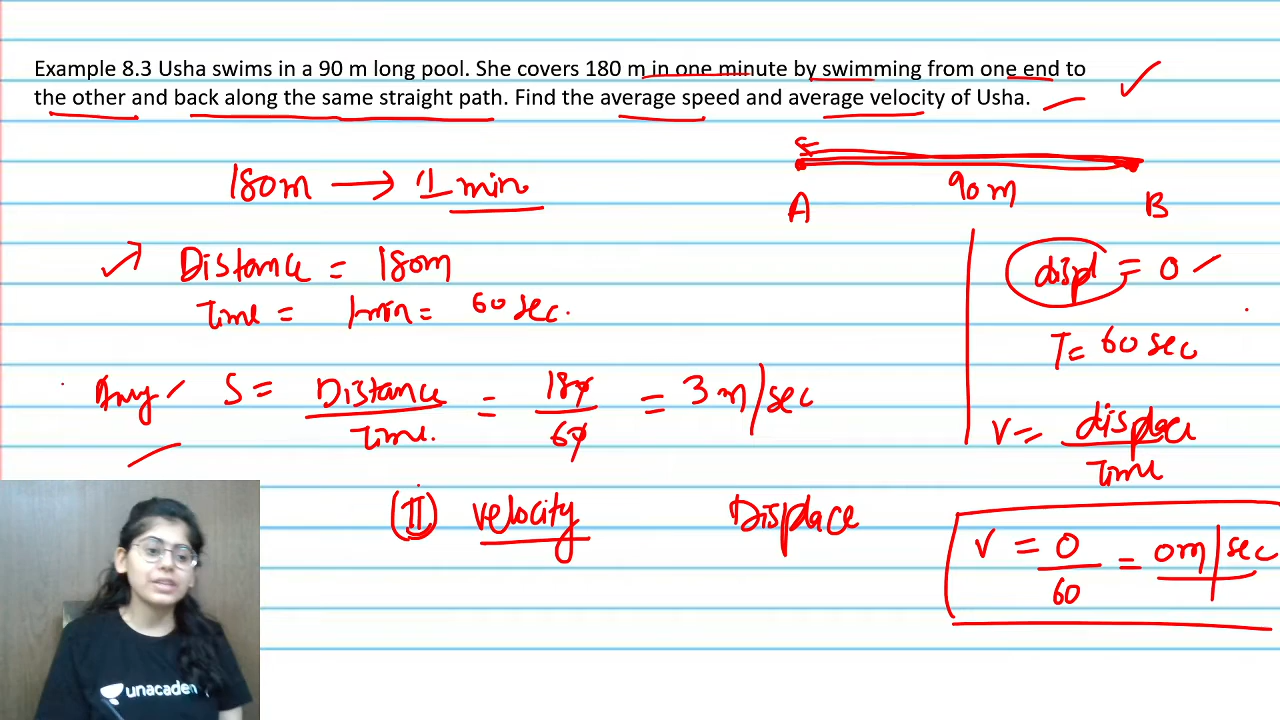 Example 8.3 Usha swims in a 90 m long pool. She covers 180 m in one minute by swimming from one end to
the other and back along the same straight path. Find the average speed and average velocity of Usha.
180m → 1 min
90 m
A B
Distance = 180m
Time = 1min = 60 sec.
Avg S = Distance/Time. = 180/60 = 3 m/sec
(II) velocity Displace
displ = 0
T= 60 sec
V= displace/Time
V = 0/60 = 0m/sec
unacadem